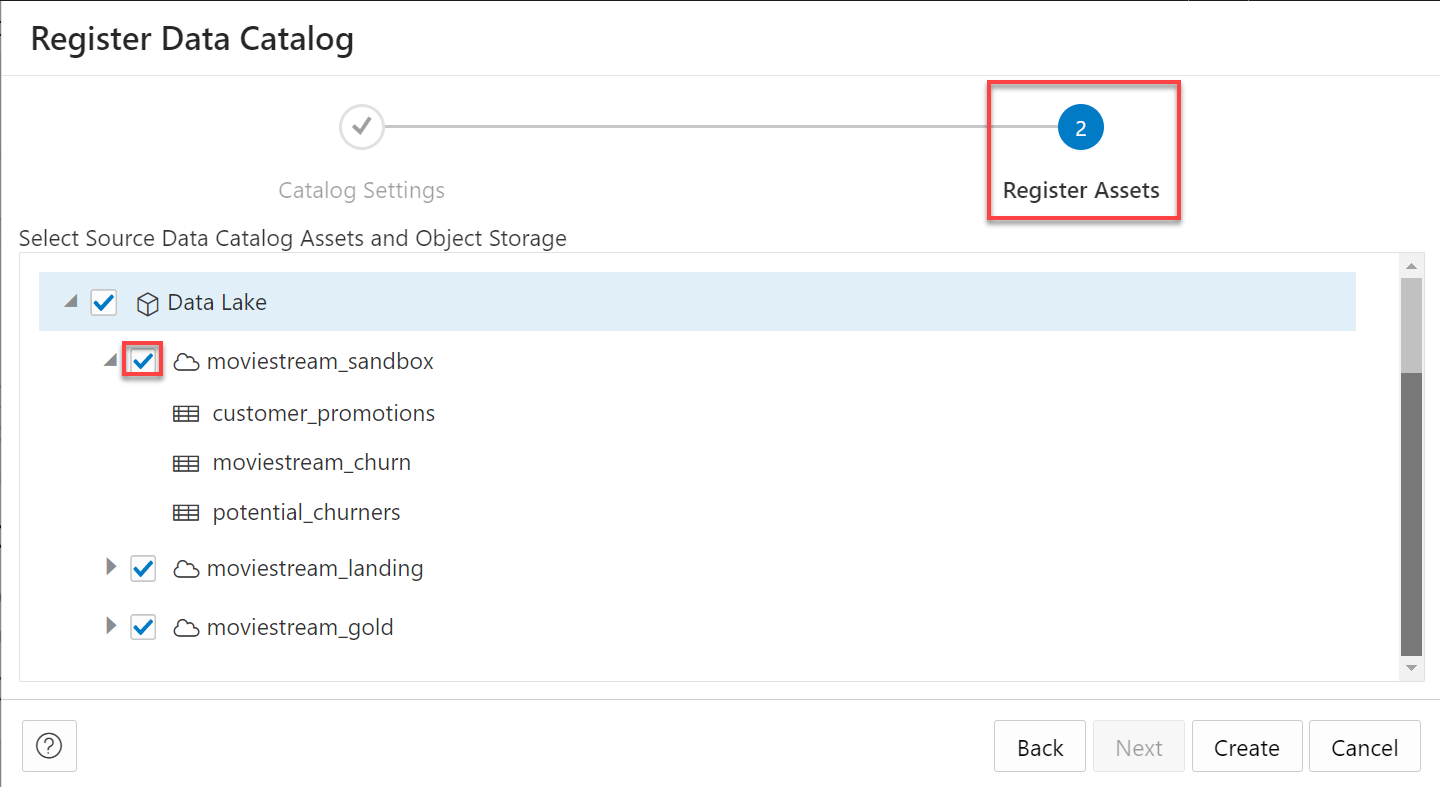 Register Data Catalog
2
Catalog Settings
Register Assets
Select Source Data Catalog Assets and Object Storage
Data Lake
moviestream_sandbox
customer_promotions
moviestream_churn
potential_churners
moviestream_landing
moviestream_gold
?
Back
Next
Create
Cancel